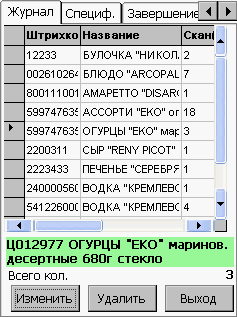 Журнал Специф. Завершение
Штрихко Название Скан
12233 БУЛОЧКА "НИКОЛ. 2
002610264 БЛЮДО "ARCOPAL 7
800111001 АМАРЕТТО "DISAR 1
599747635 АССОРТИ "ЕКО" ог 18
599747635 ОГУРЦЫ "ЕКО" мар 3
2200311 СЫР "RENY PICOT" 1
2223433 ПЕЧЕНЬЕ "СЕРЕБРЯ 1
240000560 ВОДКА "КРЕМЛЕВС 1
541226000 ВОДКА "КРЕМЛЕВС 4
Ц012977 ОГУРЦЫ "ЕКО" маринов.
десертные 680г стекло
Всего кол. 3
Изменить Удалить Выход